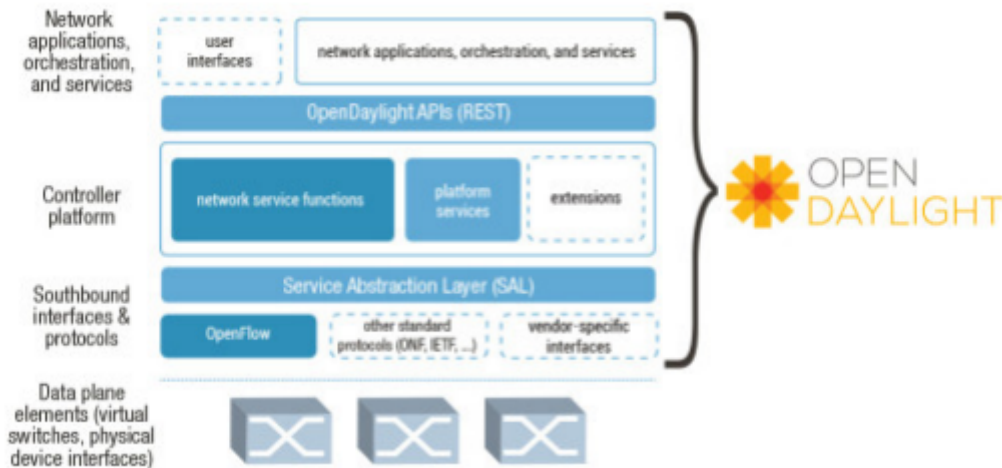 Network
applications,
orchestration,
and services
user
interfaces
network applications, orchestration, and services
OpenDaylight APIs (REST)
Controller
platform
network service functions
platform
services
extensions
Southbound
interfaces &
protocols
Service Abstraction Layer (SAL)
OpenFlow
other standard
protocols (ONF, IETF, ...)
vendor-specific
interfaces
Data plane
elements (virtual
switches, physical
device interfaces)
OPEN
DAYLIGHT